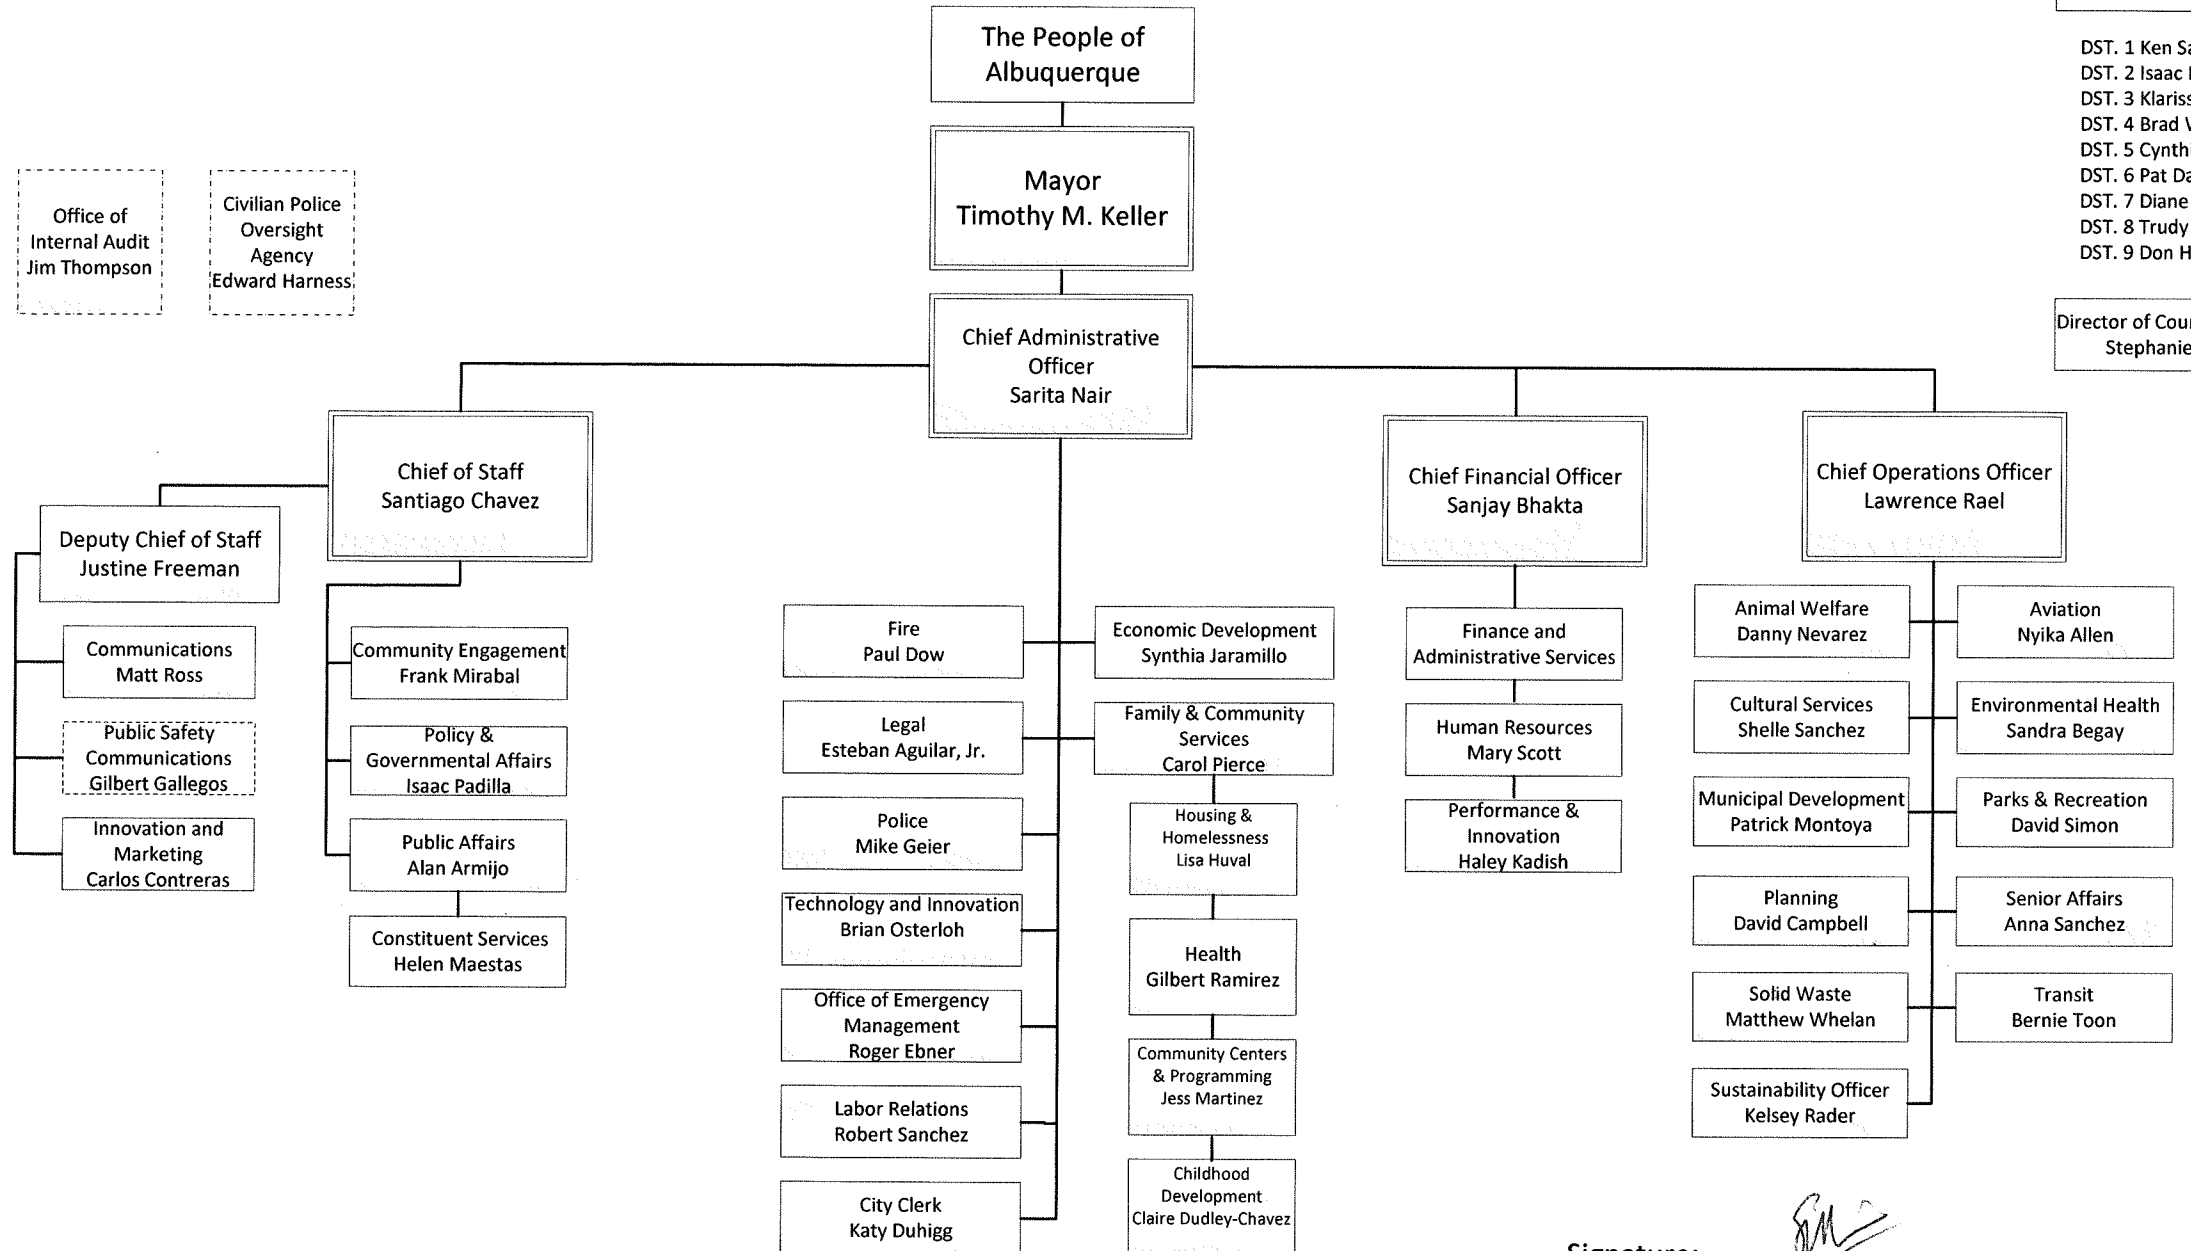 The People of
Albuquerque
Mayor
Timothy M. Keller
Chief Administrative
Officer
Sarita Nair
Office of
Internal Audit
Jim Thompson
Civilian Police
Oversight
Agency
Edward Harness
DST. 1 Ken
DST. 2 Isaac
DST. 3
DST. 4 Brad
DST. 5
DST. 6 Pat
DST. 7 Diane
DST. 8 Trudy
DST. 9 Don
Director of
Stephanie
Chief of Staff
Santiago Chavez
Deputy Chief of Staff
Justine Freeman
Communications
Matt Ross
Public Safety
Communications
Gilbert Gallegos
Innovation and
Marketing
Carlos Contreras
Community Engagement
Frank Mirabal
Policy &
Governmental Affairs
Isaac Padilla
Public Affairs
Alan Armijo
Constituent Services
Helen Maestas
Fire
Paul Dow
Legal
Esteban Aguilar, Jr.
Police
Mike Geier
Technology and Innovation
Brian Osterloh
Office of Emergency
Management
Roger Ebner
Labor Relations
Robert Sanchez
City Clerk
Katy Duhigg
Economic Development
Synthia Jaramillo
Family & Community
Services
Carol Pierce
Housing &
Homelessness
Lisa Huval
Health
Gilbert Ramirez
Community Centers
& Programming
Jess Martinez
Childhood
Development
Claire Dudley-Chavez
Chief Financial Officer
Sanjay Bhakta
Finance and
Administrative Services
Human Resources
Mary Scott
Performance &
Innovation
Haley Kadish
Chief Operations Officer
Lawrence Rael
Animal Welfare
Danny Nevarez
Aviation
Nyika Allen
Cultural Services
Shelle Sanchez
Environmental Health
Sandra Begay
Municipal Development
Patrick Montoya
Parks & Recreation
David Simon
Planning
David Campbell
Senior Affairs
Anna Sanchez
Solid Waste
Matthew Whelan
Transit
Bernie Toon
Sustainability Officer
Kelsey Rader
Signature: